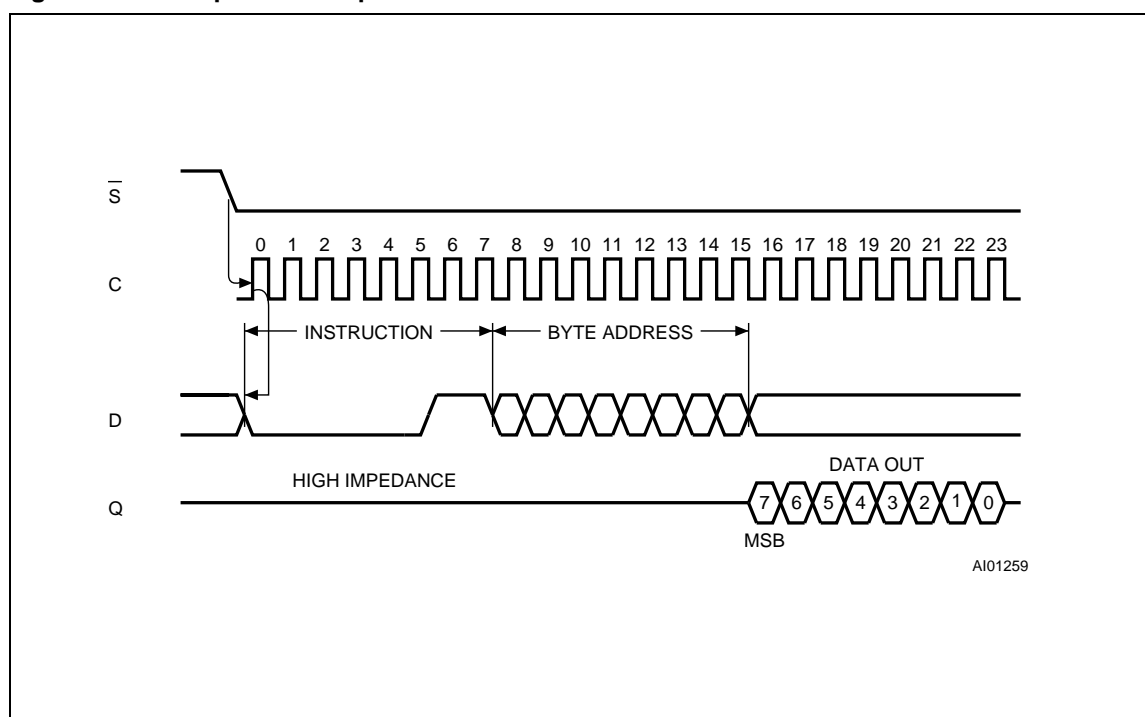 S
0 1 2 3 4 5 6 7 8 9 10 11 12 13 14 15 16 17 18 19 20 21 22 23
C
INSTRUCTION BYTE ADDRESS
D
DATA OUT
HIGH IMPEDANCE
Q 7 6 5 4 3 2 1 0
MSB
AI01259